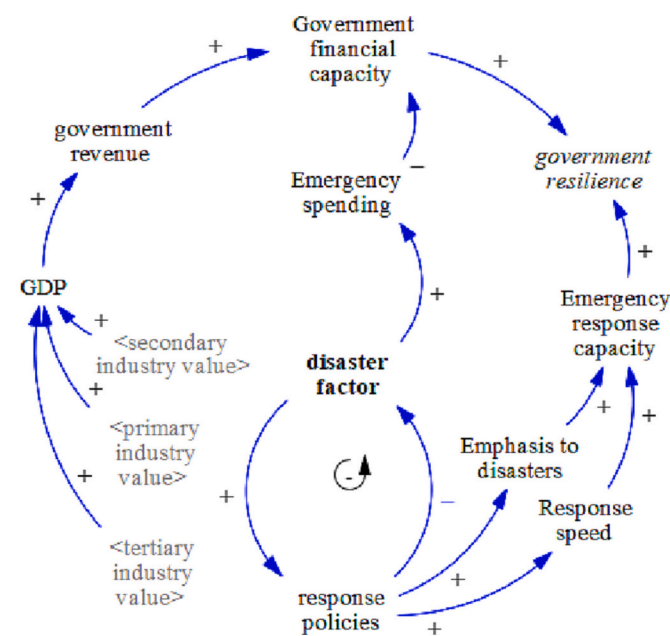 Government
financial
capacity
+
+
government
revenue
government
resilience
−
Emergency
spending
+
+
GDP
+
Emergency
response
capacity
+
<secondary
industry value>
disaster
factor
+
+
+
<primary
industry
value>
Emphasis to
disasters
+
+
-
−
Response
speed
<tertiary
industry
value>
+
response
policies
+